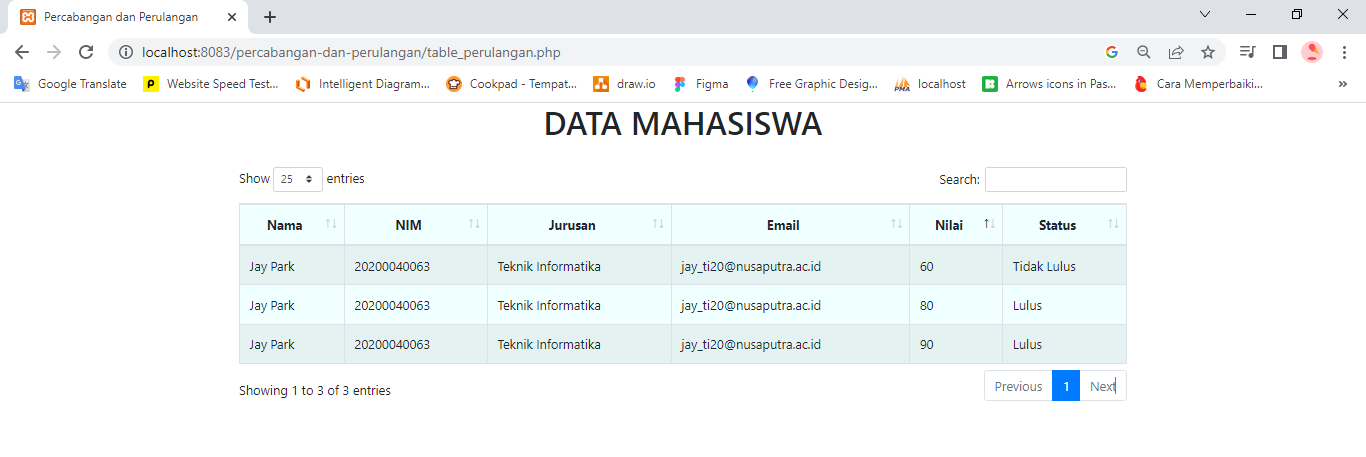 Percabangan dan Perulangan
localhost:8083/percabangan-dan-perulangan/table_perulangan.php
Google Translate Website Speed Test... Intelligent Diagram... Cookpad - Tempat... draw.io Figma Free Graphic Desig... PMA localhost Arrows icons in Pas... Cara Memperbaiki...
DATA MAHASISWA
Show 25 entries Search:
Nama NIM Jurusan Email Nilai Status
Jay Park 20200040063 Teknik Informatika jay_ti20@nusaputra.ac.id 60 Tidak Lulus
Jay Park 20200040063 Teknik Informatika jay_ti20@nusaputra.ac.id 80 Lulus
Jay Park 20200040063 Teknik Informatika jay_ti20@nusaputra.ac.id 90 Lulus
Showing 1 to 3 of 3 entries Previous 1 Next